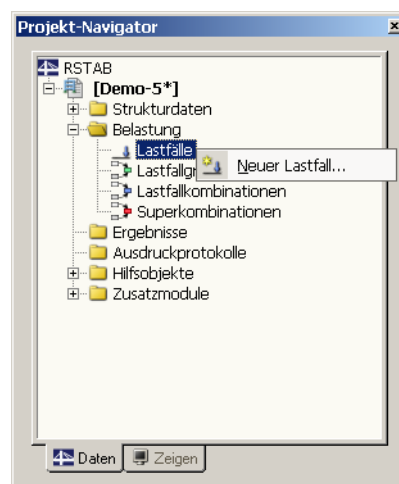 Projekt-Navigator
RSTAB
[Demo-5*]
Strukturdaten
Belastung
Lastfälle
Neuer Lastfall...
Lastfallkombinationen
Superkombinationen
Ergebnisse
Ausdruckprotokolle
Hilfsobjekte
Zusatzmodule
Daten Zeigen